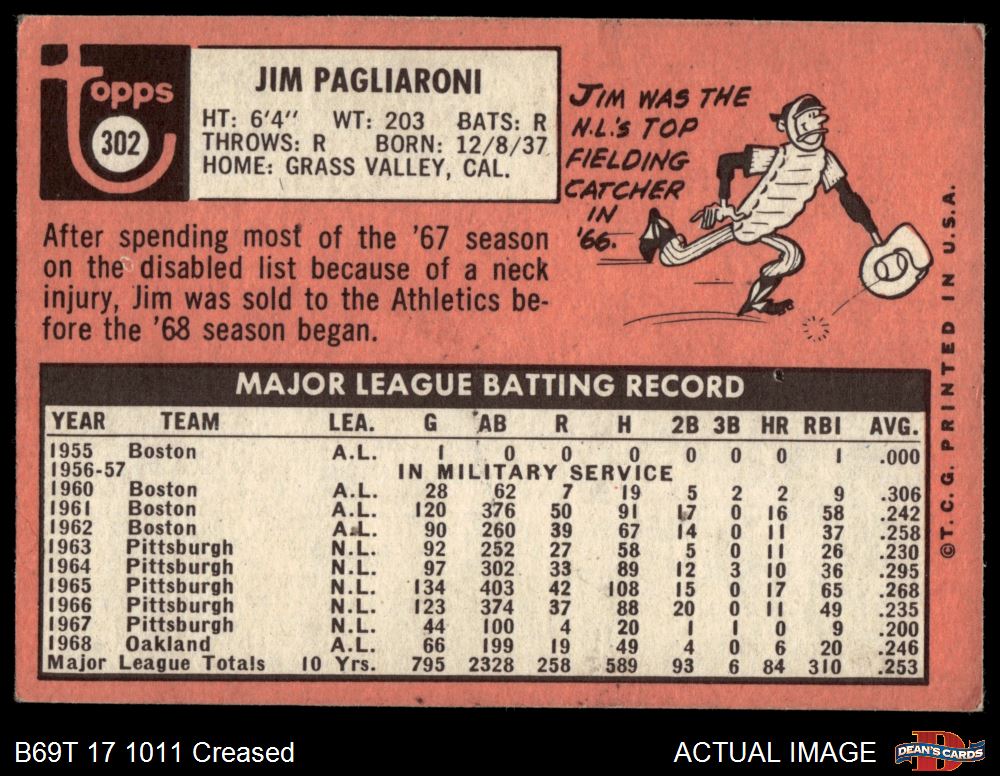 topps
302
JIM PAGLIARONI
HT: 6'4" WT: 203 BATS: R
THROWS: R BORN: 12/8/37
HOME: GRASS VALLEY, CAL.
JIM WAS THE
N.L.'S TOP
FIELDING
CATCHER
IN
'66.
After spending most of the '67 season
on the disabled list because of a neck
injury, Jim was sold to the Athletics be-
fore the '68 season began.
MAJOR LEAGUE BATTING RECORD
YEAR TEAM LEA. G AB R H 2B 3B HR RBI AVG.
1955 Boston A.L. 1 0 0 0 0 0 0 1 .000
1956-57 IN MILITARY SERVICE
1960 Boston A.L. 28 62 7 19 5 2 2 9 .306
1961 Boston A.L. 120 376 50 91 17 0 16 58 .242
1962 Boston A.L. 90 260 39 67 14 0 11 37 .258
1963 Pittsburgh N.L. 92 252 27 58 5 0 11 26 .230
1964 Pittsburgh N.L. 97 302 33 89 12 3 10 36 .295
1965 Pittsburgh N.L. 134 403 42 108 15 0 17 65 .268
1966 Pittsburgh N.L. 123 374 37 88 20 0 11 49 .235
1967 Pittsburgh N.L. 44 100 4 20 1 1 0 9 .200
1968 Oakland A.L. 66 199 19 49 4 0 6 20 .246
Major League Totals 10 Yrs. 795 2328 258 589 93 6 84 310 .253
©T.C.G. PRINTED IN U.S.A.
B69T 17 1011 Creased
ACTUAL IMAGE
DEAN'S CARDS